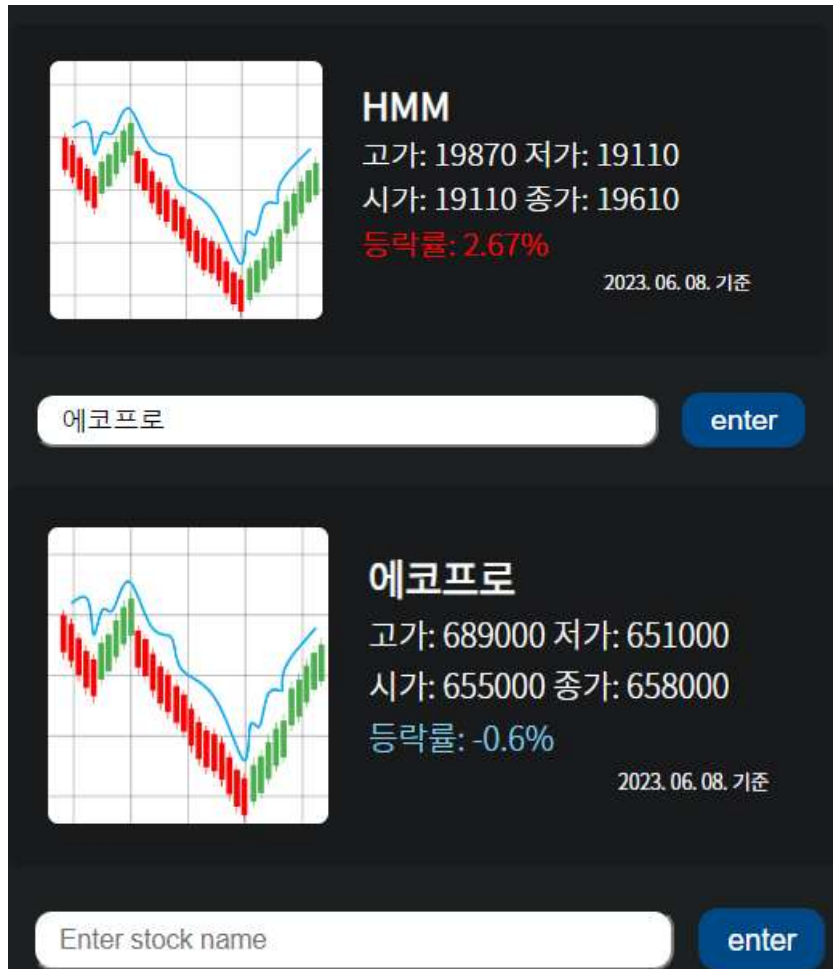 HMM
고가: 19870 저가: 19110
시가: 19110 종가: 19610
등락률: 2.67%
2023. 06. 08. 기준
에코프로
enter
에코프로
고가: 689000 저가: 651000
시가: 655000 종가: 658000
등락률: -0.6%
2023. 06. 08. 기준
Enter stock name
enter